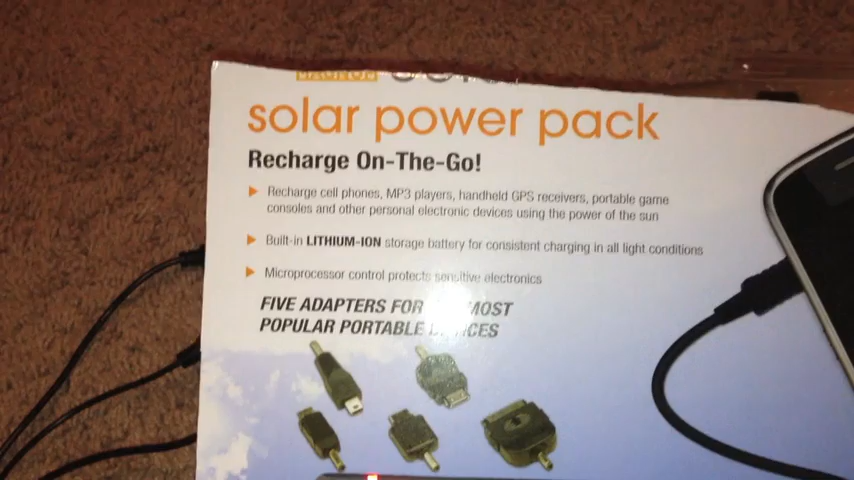 solar power pack
Recharge On-The-Go!
Recharge cell phones, MP3 players, handheld GPS receivers, portable game
consoles and other personal electronic devices using the power of the sun
Built-in LITHIUM-ION storage battery for consistent charging in all light conditions
Microprocessor control protects sensitive electronics
FIVE ADAPTERS FOR MOST
POPULAR PORTABLE